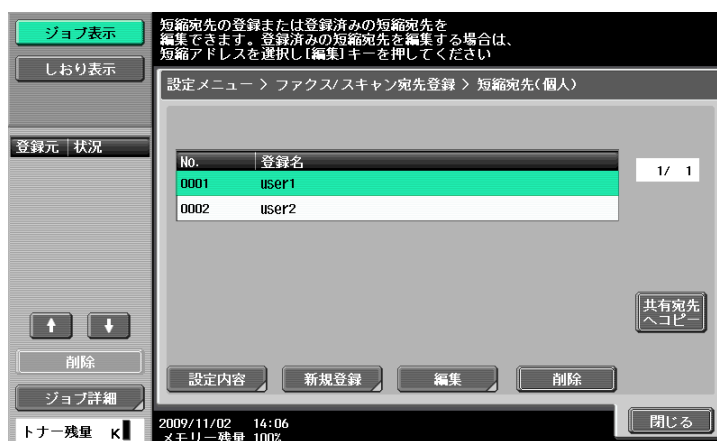 ジョブ表示
しおり表示
登録元 状況
削除
ジョブ詳細
トナー残量 K
短縮宛先の登録または登録済みの短縮宛先を
編集できます。登録済みの短縮宛先を編集する場合は、
短縮アドレスを選択し[編集]キーを押してください
設定メニュー > ファクス/スキャン宛先登録 > 短縮宛先(個人)
No. 登録名
0001 user1
0002 user2
1/ 1
共有宛先
へコピー
設定内容
新規登録
編集
削除
2009/11/02 14:06
メモリー残量 100%
閉じる